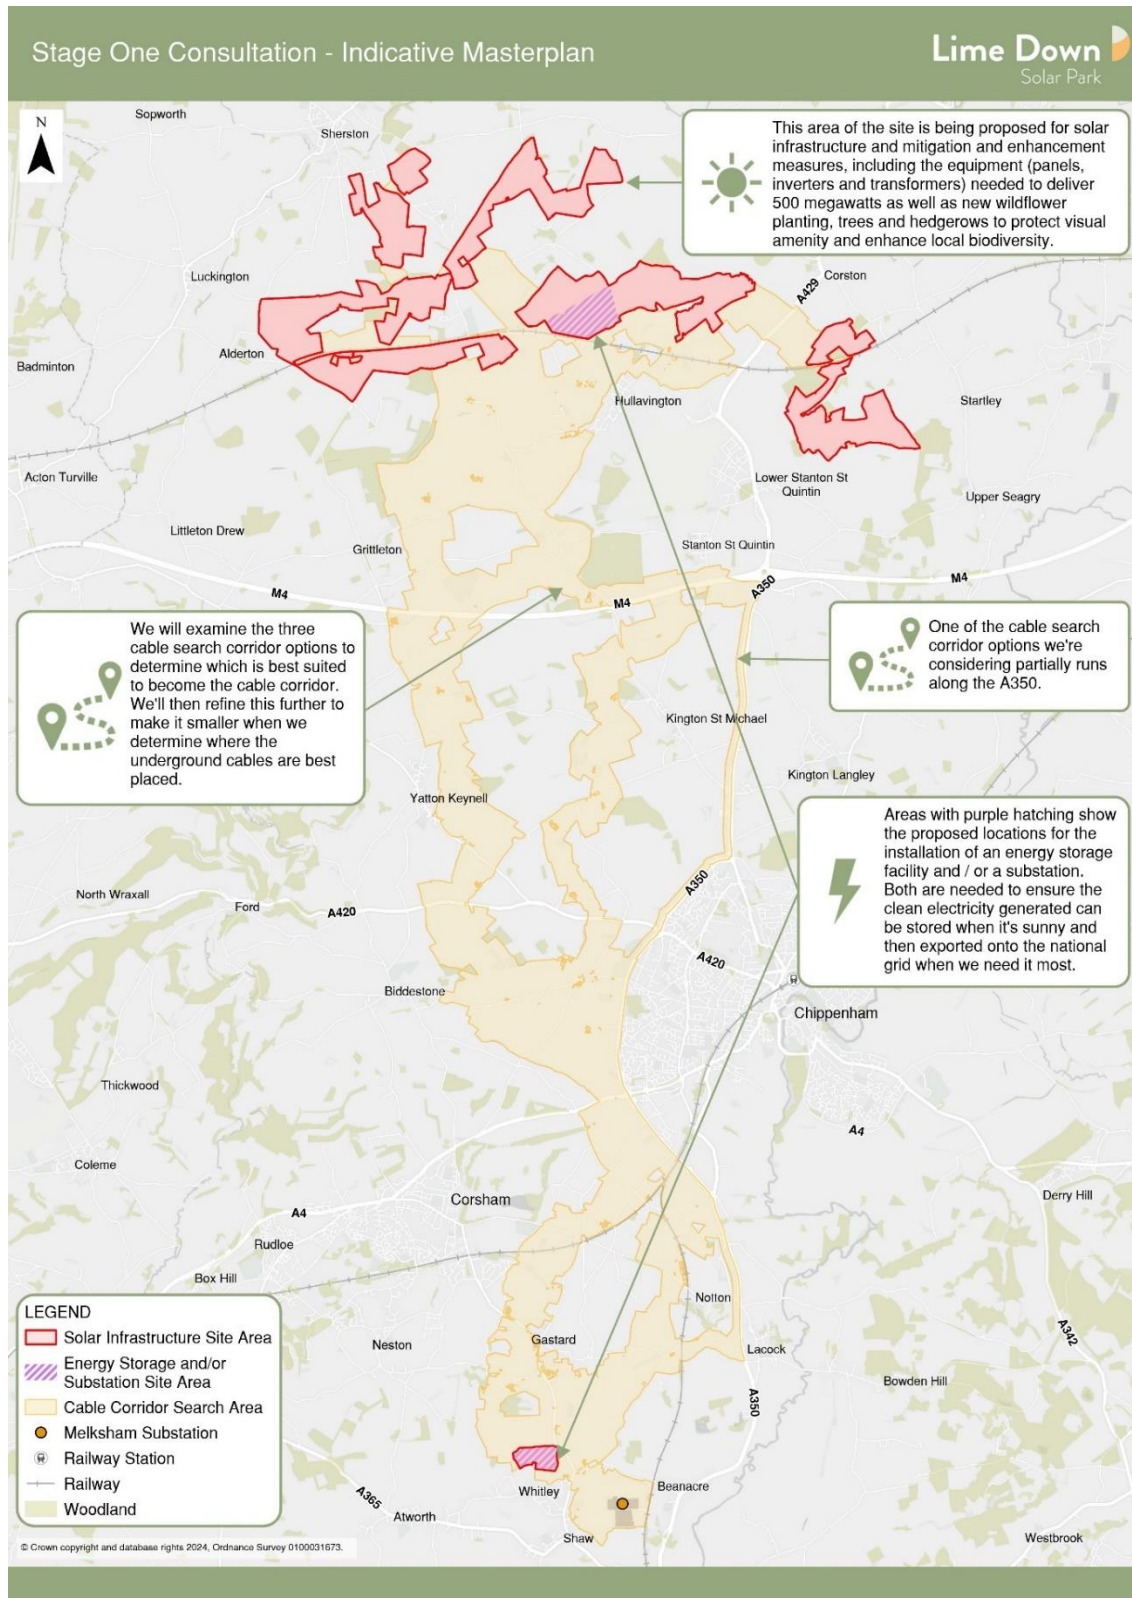 Stage One Consultation - Indicative Masterplan
Lime Down
Solar Park
N
Sopworth
Sherston
This area of the site is being proposed for solar
infrastructure and mitigation and enhancement
measures, including the equipment (panels,
inverters and transformers) needed to deliver
500 megawatts as well as new wildflower
planting, trees and hedgerows to protect visual
amenity and enhance local biodiversity.
Luckington
Corston
A429
Alderton
Badminton
Hullavington
Startley
Acton Turville
Lower Stanton St
Quintin
Upper Seagry
Littleton Drew
Grittleton
Stanton St Quintin
M4
M4
M4
A350
We will examine the three
cable search corridor options to
determine which is best suited
to become the cable corridor.
We'll then refine this further to
make it smaller when we
determine where the
underground cables are best
placed.
One of the cable search
corridor options we're
considering partially runs
along the A350.
Kington St Michael
Kington Langley
Yatton Keynell
Areas with purple hatching show
the proposed locations for the
installation of an energy storage
facility and / or a substation.
Both are needed to ensure the
clean electricity generated can
be stored when it's sunny and
then exported onto the national
grid when we need it most.
A350
North Wraxall
Ford
A420
A420
Biddestone
Chippenham
Thickwood
A4
Coleme
Corsham
Derry Hill
A4
Rudloe
Box Hill
Notton
Neston
Gastard
Lacock
A342
Bowden Hill
A350
LEGEND
Solar Infrastructure Site Area
Energy Storage and/or
Substation Site Area
Cable Corridor Search Area
Melksham Substation
Railway Station
Railway
Woodland
Whitley
Beanacre
A365
Atworth
Shaw
Westbrook
© Crown copyright and database rights 2024, Ordnance Survey 0100031673.